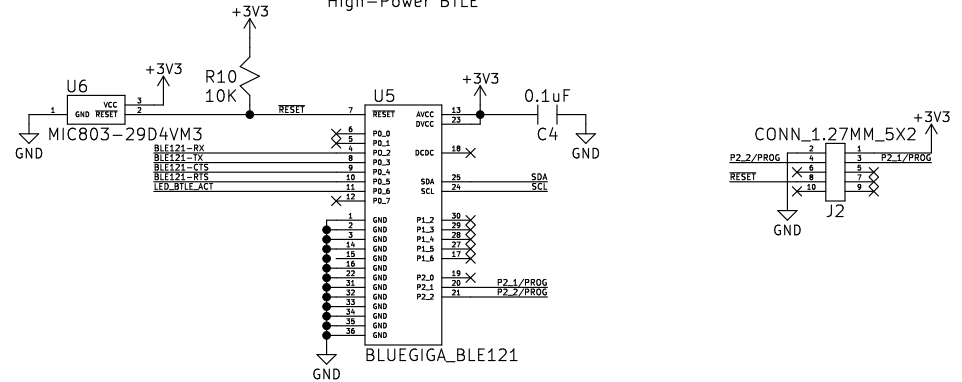 High-Power BTLE
+3V3
+3V3
R10
10K
U6
1 GND VCC 3
RESET 2
MIC803-29D4VM3
GND
RESET
U5
7 RESET
6 P0_0
5 P0_1
BLE121-RX 4 P0_2
BLE121-TX 8 P0_3
BLE121-CTS 9 P0_4
BLE121-RTS 10 P0_5
LED_BTLE_ACT 11 P0_6
12 P0_7
1 GND
2 GND
3 GND
14 GND
15 GND
16 GND
22 GND
31 GND
32 GND
33 GND
34 GND
35 GND
36 GND
GND
AVCC 13
DVCC 23
DCDC 18
SDA 25 SDA
SCL 24 SCL
P1_2 30
P1_3 29
P1_4 28
P1_5 27
P1_6 17
P2_0 19
P2_1 20 P2_1/PROG
P2_2 21 P2_2/PROG
BLUEGIGA_BLE121
+3V3
0.1uF
C4
GND
+3V3
CONN_1.27MM_5X2
2 1
P2_2/PROG 4 3 P2_1/PROG
6 5
RESET 8 7
10 9
J2
GND